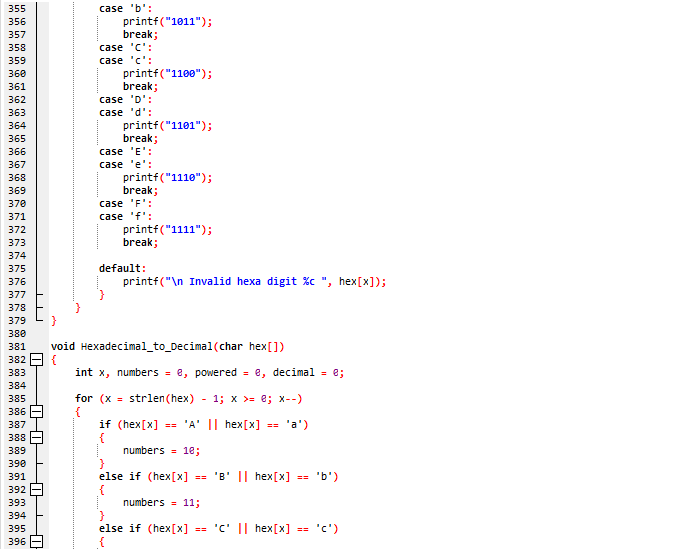 355 case 'b':
356 printf("1011");
357 break;
358 case 'C':
359 case 'c':
360 printf("1100");
361 break;
362 case 'D':
363 case 'd':
364 printf("1101");
365 break;
366 case 'E':
367 case 'e':
368 printf("1110");
369 break;
370 case 'F':
371 case 'f':
372 printf("1111");
373 break;
374
375 default:
376 printf("\n Invalid hexa digit %c ", hex[x]);
377 }
378 }
379 }
380
381 void Hexadecimal_to_Decimal(char hex[])
382 {
383 int x, numbers = 0, powered = 0, decimal = 0;
384
385 for (x = strlen(hex) - 1; x >= 0; x--)
386 {
387 if (hex[x] == 'A' || hex[x] == 'a')
388 {
389 numbers = 10;
390 }
391 else if (hex[x] == 'B' || hex[x] == 'b')
392 {
393 numbers = 11;
394 }
395 else if (hex[x] == 'C' || hex[x] == 'c')
396 {